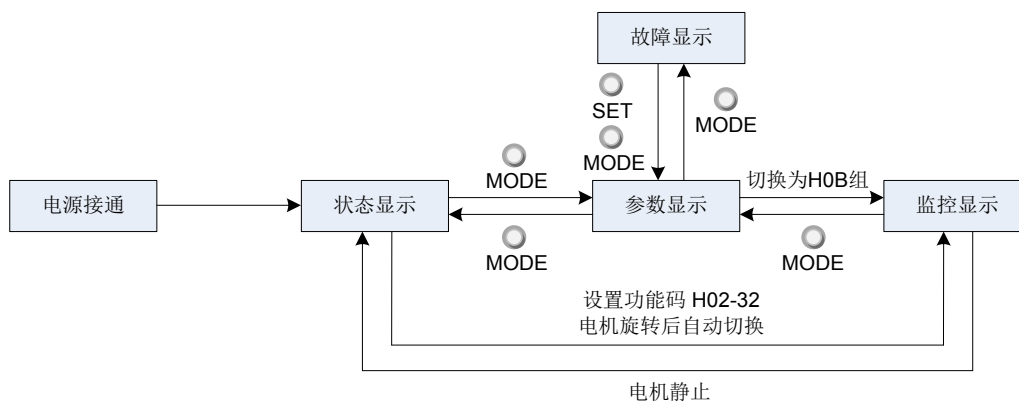 故障显示
SET
MODE
MODE
MODE
切换为H0B组
电源接通
状态显示
参数显示
监控显示
MODE
MODE
设置功能码 H02-32
电机旋转后自动切换
电机静止